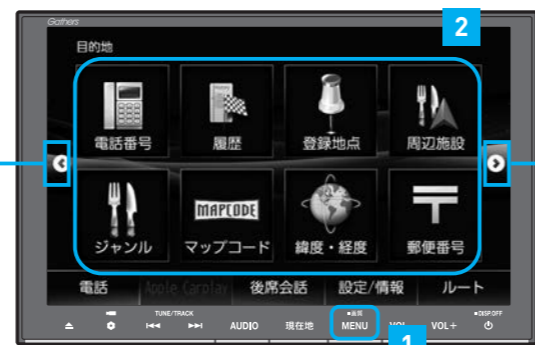 Gathers
2
目的地
電話番号 履歴 登録地点 周辺施設
ジャンル マップコード 緯度・経度 郵便番号
MAPCODE
電話 Apple Carplay 後席会話 設定/情報 ルート
TUNE/TRACK ■画質 ■DISP.OFF
AUDIO 現在地 MENU VOL VOL+
1